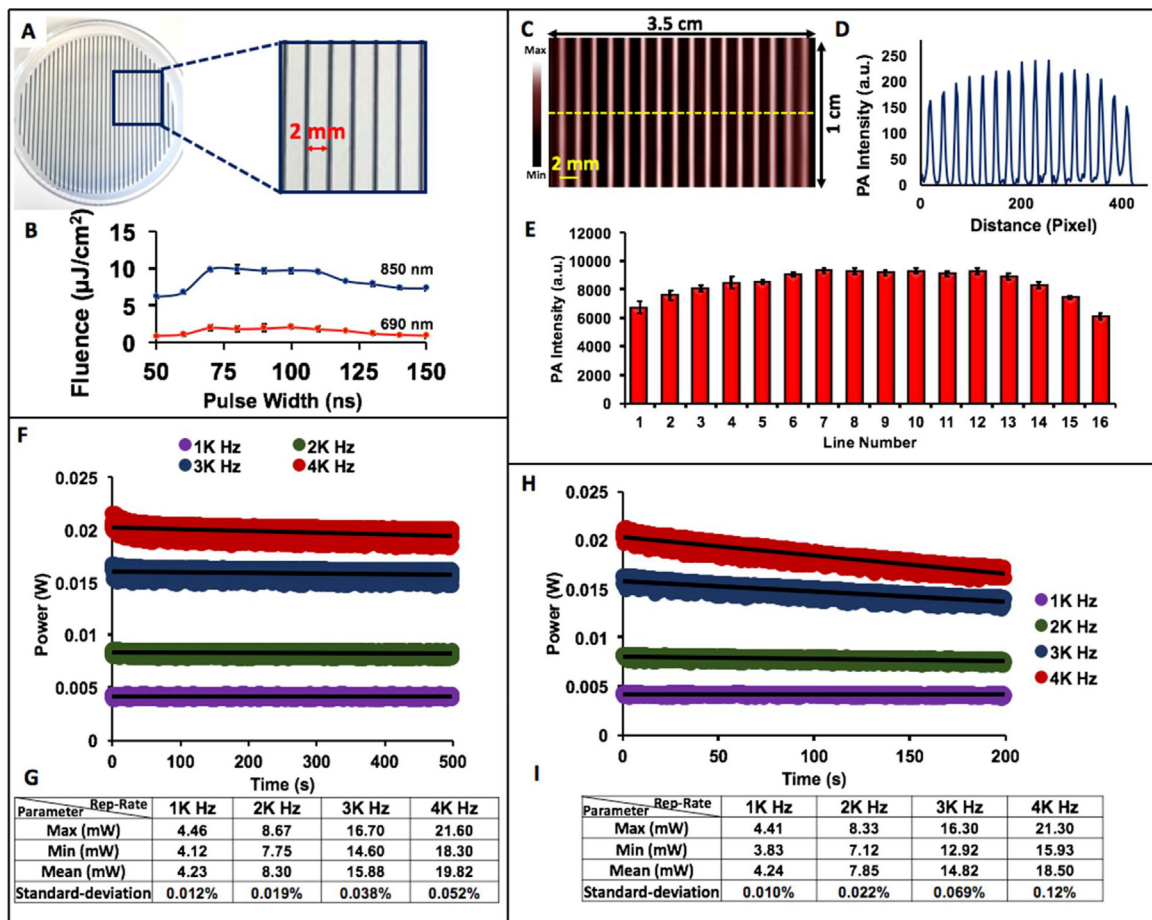 A
2 mm
B
Fluence (µJ/cm²)
15
10
5
0
850 nm
690 nm
50 75 100 125 150
Pulse Width (ns)
C
3.5 cm
Max
Min
2 mm
1 cm
D
PA Intensity (a.u.)
250
200
150
100
50
0
0 200 400
Distance (Pixel)
E
PA Intensity (a.u.)
12000
10000
8000
6000
4000
2000
0
1 2 3 4 5 6 7 8 9 10 11 12 13 14 15 16
Line Number
F
1K Hz 2K Hz
3K Hz 4K Hz
Power (W)
0.025
0.02
0.015
0.01
0.005
0
0 100 200 300 400 500
Time (s)
G
Parameter Rep-Rate 1K Hz 2K Hz 3K Hz 4K Hz
Max (mW) 4.46 8.67 16.70 21.60
Min (mW) 4.12 7.75 14.60 18.30
Mean (mW) 4.23 8.30 15.88 19.82
Standard-deviation 0.012% 0.019% 0.038% 0.052%
H
Power (W)
0.025
0.02
0.015
0.01
0.005
0
0 50 100 150 200
Time (s)
1K Hz
2K Hz
3K Hz
4K Hz
I
Parameter Rep-Rate 1K Hz 2K Hz 3K Hz 4K Hz
Max (mW) 4.41 8.33 16.30 21.30
Min (mW) 3.83 7.12 12.92 15.93
Mean (mW) 4.24 7.85 14.82 18.50
Standard-deviation 0.010% 0.022% 0.069% 0.12%